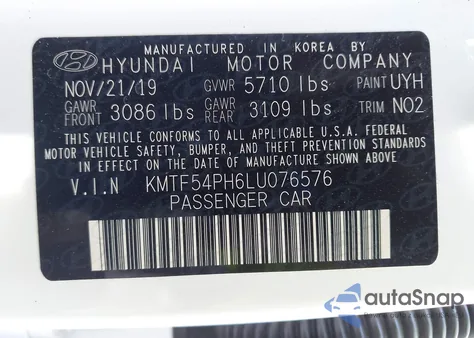 MANUFACTURED IN KOREA BY
HYUNDAI MOTOR COMPANY
NOV/21/19 GVWR 5710 lbs PAINT UYH
GAWR FRONT 3086 lbs GAWR REAR 3109 lbs TRIM NO2
THIS VEHICLE CONFORMS TO ALL APPLICABLE U.S.A. FEDERAL
MOTOR VEHICLE SAFETY, BUMPER, AND THEFT PREVENTION STANDARDS
IN EFFECT ON THE DATE OF MANUFACTURE SHOWN ABOVE.
V.I.N KMTF54PH6LU076576
PASSENGER CAR
autoSnap